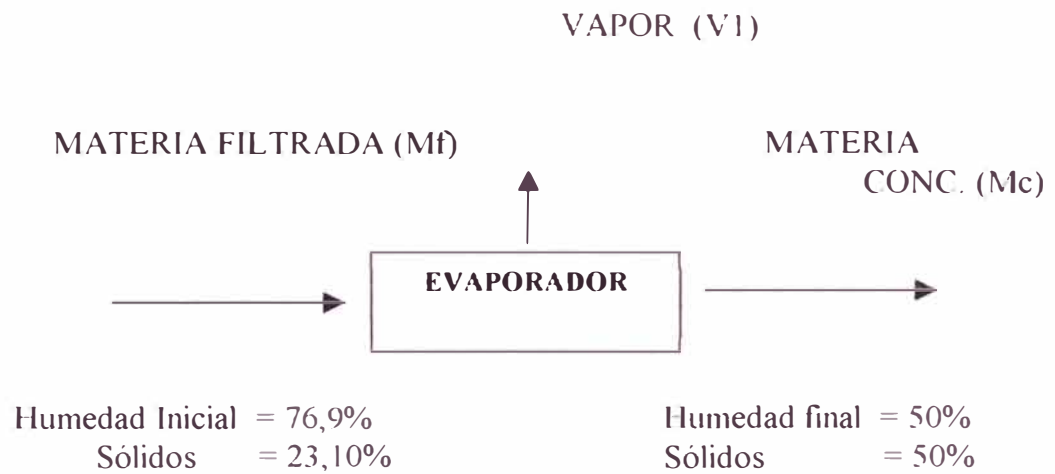 VAPOR (V1)
MATERIA FILTRADA (Mf)
MATERIA
CONC. (Mc)
EVAPORADOR
Humedad Inicial = 76,9%
Sólidos = 23,10%
Humedad final = 50%
Sólidos = 50%